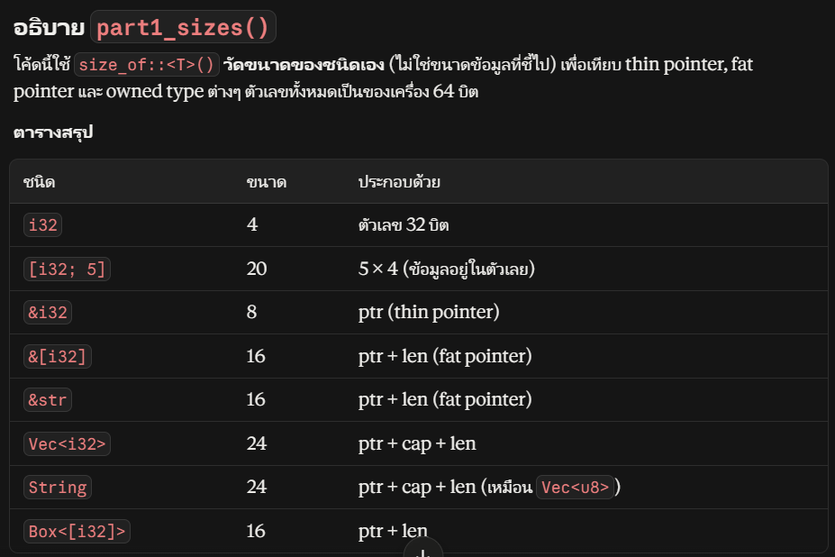 อธิบาย part1_sizes()
โค้ดนี้ใช้ size_of::<T>() วัดขนาดของชนิดเอง (ไม่ใช่ขนาดข้อมูลที่ชี้ไป) เพื่อเทียบ thin pointer, fat
pointer และ owned type ต่างๆ ตัวเลขทั้งหมดเป็นของเครื่อง 64 บิต
ตารางสรุป
ชนิด ขนาด ประกอบด้วย
i32 4 ตัวเลข 32 บิต
[i32; 5] 20 5 × 4 (ข้อมูลอยู่ในตัวเลย)
&i32 8 ptr (thin pointer)
&[i32] 16 ptr + len (fat pointer)
&str 16 ptr + len (fat pointer)
Vec<i32> 24 ptr + cap + len
String 24 ptr + cap + len (เหมือน Vec<u8>)
Box<[i32]> 16 ptr + len